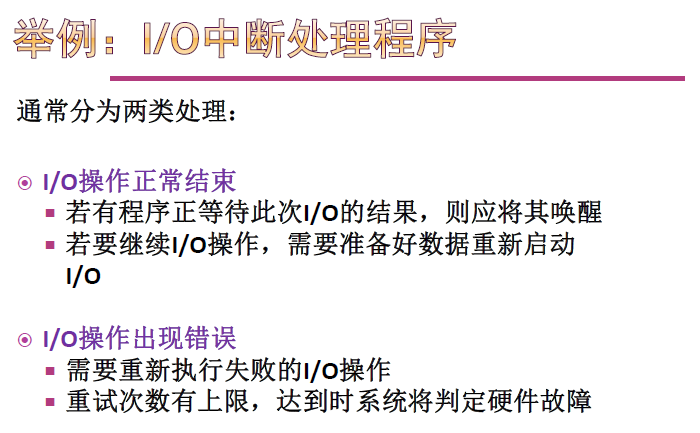 举例：I/O中断处理程序
通常分为两类处理：
I/O操作正常结束
若有程序正等待此次I/O的结果，则应将其唤醒
若要继续I/O操作，需要准备好数据重新启动
I/O
I/O操作出现错误
需要重新执行失败的I/O操作
重试次数有上限，达到时系统将判定硬件故障